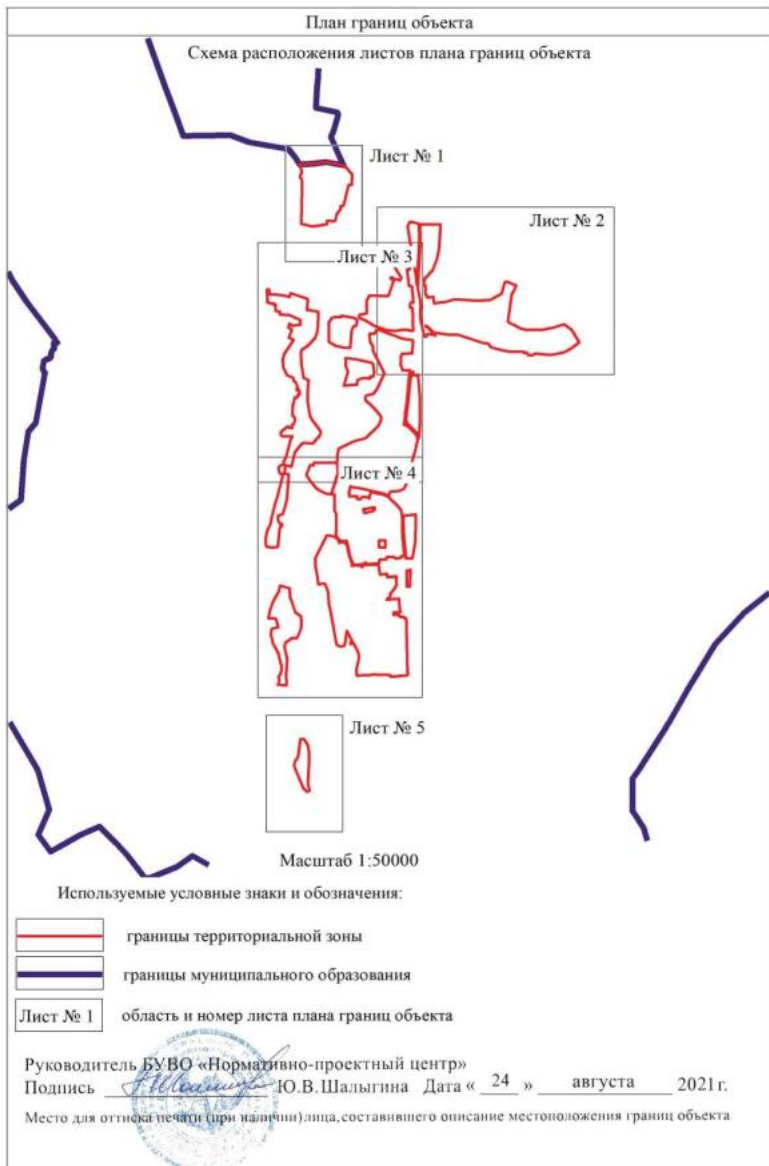 План границ объекта
Схема расположения листов плана границ объекта
Лист № 1
Лист № 2
Лист № 3
Лист № 4
Лист № 5
Масштаб 1:50000
Используемые условные знаки и обозначения:
границы территориальной зоны
границы муниципального образования
Лист № 1 область и номер листа плана границ объекта
Руководитель БУВО «Нормативно-проектный центр»
Подпись Ю.В.Шалыгина Дата « 24 » августа 2021 г.
Место для оттиска печати (при наличии) лица, составившего описание местоположения границ объекта